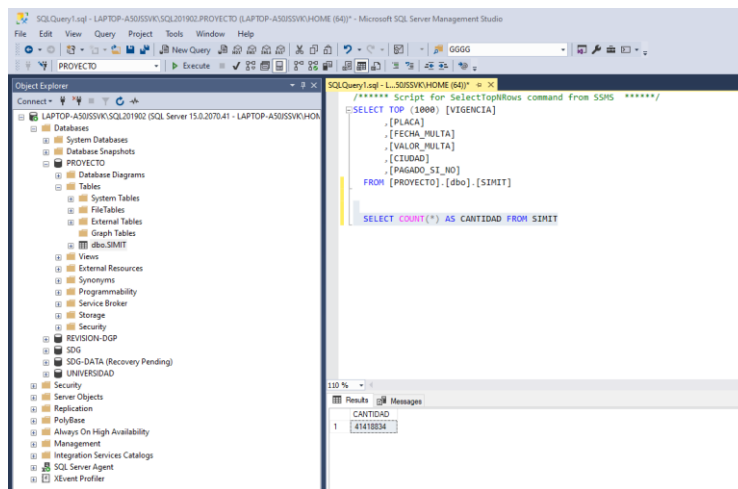 SQLQuery1.sql - LAPTOP-A50JSSVK\SQL201902.PROYECTO (LAPTOP-A50JSSVK\HOME (64))* - Microsoft SQL Server Management Studio
File Edit View Query Project Tools Window Help
New Query GGGG
PROYECTO Execute
Object Explorer
Connect
LAPTOP-A50JSSVK\SQL201902 (SQL Server 15.0.2070.41 - LAPTOP-A50JSSVK\HON
Databases
System Databases
Database Snapshots
PROYECTO
Database Diagrams
Tables
System Tables
FileTables
External Tables
Graph Tables
dbo.SIMIT
Views
External Resources
Synonyms
Programmability
Service Broker
Storage
Security
REVISION-DGP
SDG
SDG-DATA (Recovery Pending)
UNIVERSIDAD
Security
Server Objects
Replication
PolyBase
Always On High Availability
Management
Integration Services Catalogs
SQL Server Agent
XEvent Profiler
SQLQuery1.sql - L...50JSSVK\HOME (64))*
/****** Script for SelectTopNRows command from SSMS ******/
SELECT TOP (1000) [VIGENCIA]
,[PLACA]
,[FECHA_MULTA]
,[VALOR_MULTA]
,[CIUDAD]
,[PAGADO_SI_NO]
FROM [PROYECTO].[dbo].[SIMIT]
SELECT COUNT(*) AS CANTIDAD FROM SIMIT
110 %
Results Messages
CANTIDAD
1 41418834